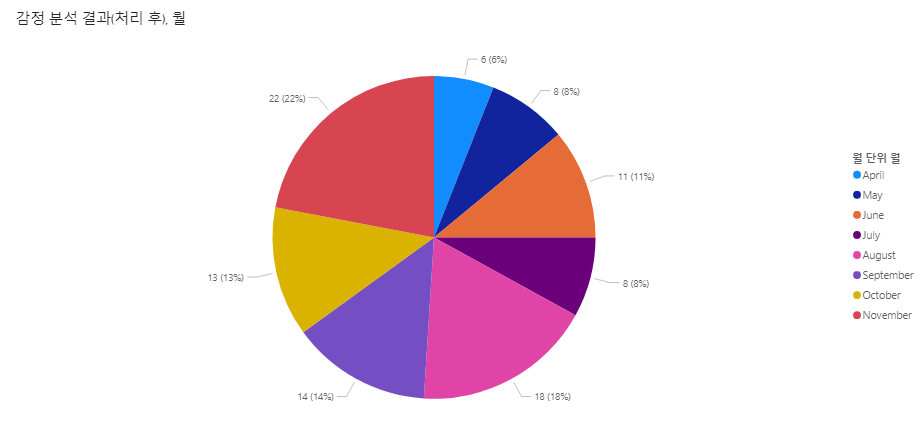 감정 분석 결과(처리 후), 월
6 (6%)
8 (8%)
11 (11%)
8 (8%)
18 (18%)
14 (14%)
13 (13%)
22 (22%)
월 단위 월
April
May
June
July
August
September
October
November